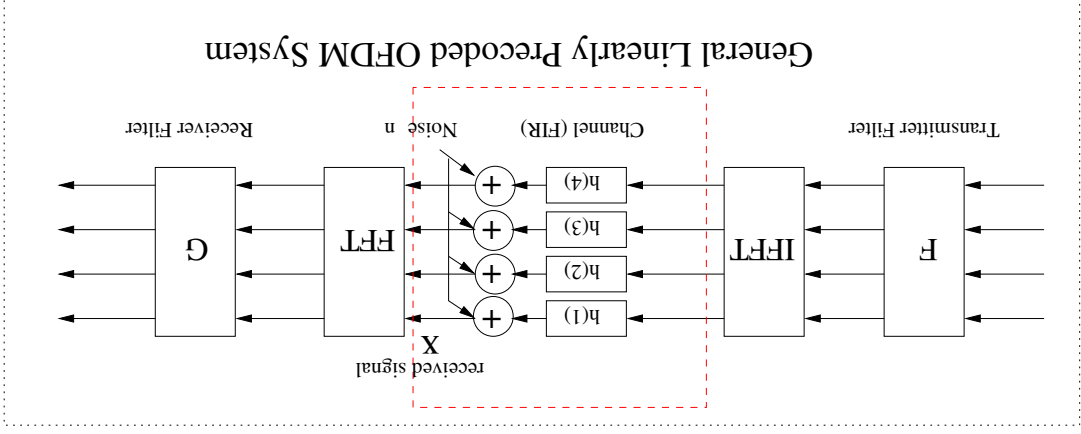 received signal
X
F
IFFT
h(1)
h(2)
h(3)
h(4)
+
+
+
+
FFT
G
Transmitter Filter
Channel (FIR)
Noise n
Receiver Filter
General Linearly Precoded OFDM System